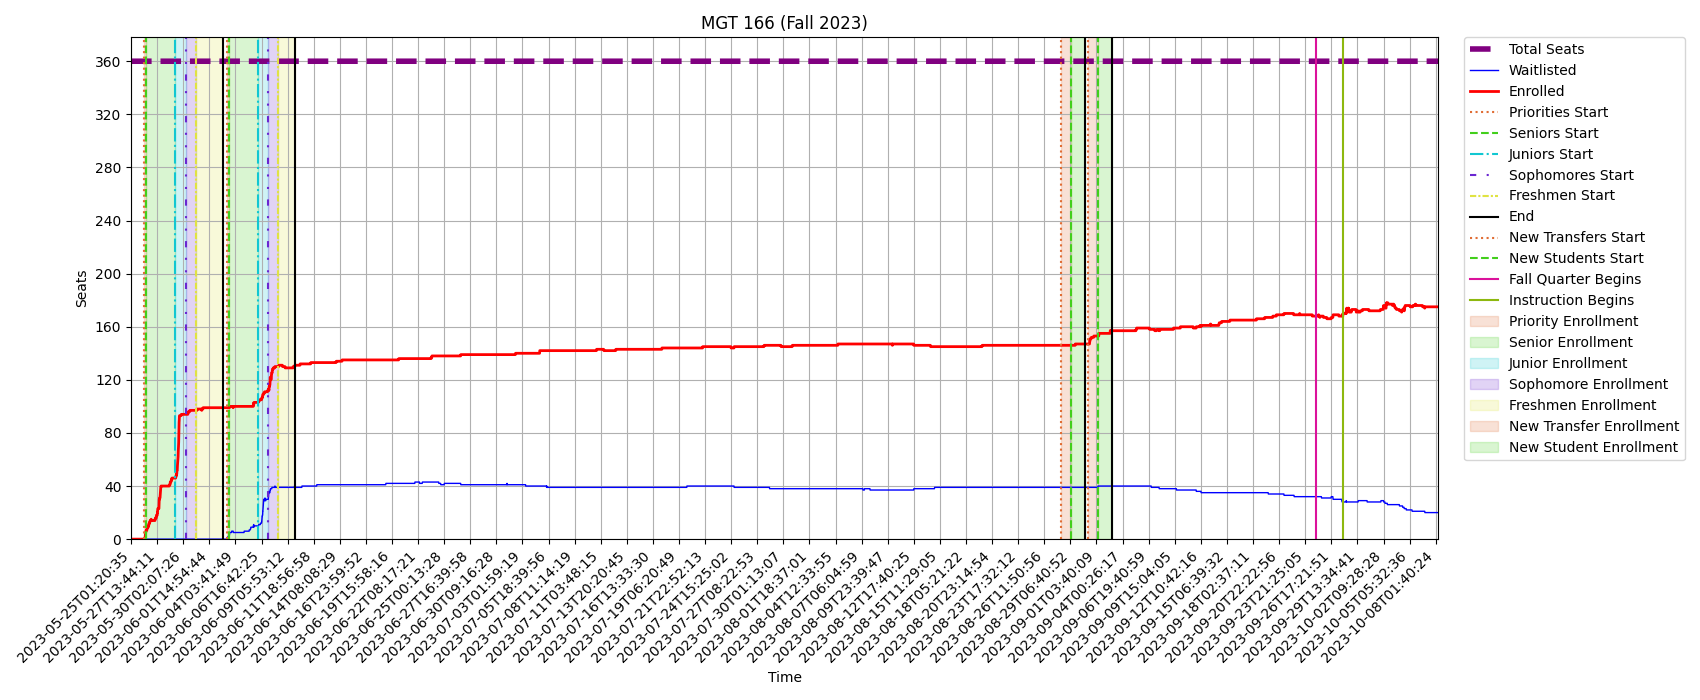 MGT 166 (Fall 2023)
Seats
360
320
280
240
200
160
120
80
40
0
2023-05-25T01:20:35
2023-05-27T13:44:11
2023-05-30T02:07:26
2023-06-01T14:54:44
2023-06-04T03:41:49
2023-06-06T16:42:25
2023-06-09T05:53:12
2023-06-11T18:56:58
2023-06-14T08:08:29
2023-06-16T23:59:52
2023-06-19T15:58:16
2023-06-22T08:17:21
2023-06-25T00:13:28
2023-06-27T16:39:58
2023-06-30T09:16:28
2023-07-03T01:59:19
2023-07-05T18:39:56
2023-07-08T11:14:19
2023-07-11T03:48:15
2023-07-13T20:20:45
2023-07-16T13:33:30
2023-07-19T06:20:49
2023-07-21T22:52:13
2023-07-24T15:25:02
2023-07-27T08:22:53
2023-07-30T01:13:07
2023-08-01T18:37:01
2023-08-04T12:33:55
2023-08-07T06:04:59
2023-08-09T23:39:47
2023-08-12T17:40:25
2023-08-15T11:29:05
2023-08-18T05:21:22
2023-08-20T23:14:54
2023-08-23T17:32:12
2023-08-26T11:50:56
2023-08-29T06:40:52
2023-09-01T03:40:09
2023-09-04T00:26:17
2023-09-06T19:40:59
2023-09-09T15:04:05
2023-09-12T10:42:16
2023-09-15T06:39:32
2023-09-18T02:37:11
2023-09-20T22:22:56
2023-09-23T21:25:05
2023-09-26T17:21:51
2023-09-29T13:34:41
2023-10-02T09:28:28
2023-10-05T05:32:36
2023-10-08T01:40:24
Time
Total Seats
Waitlisted
Enrolled
Priorities Start
Seniors Start
Juniors Start
Sophomores Start
Freshmen Start
End
New Transfers Start
New Students Start
Fall Quarter Begins
Instruction Begins
Priority Enrollment
Senior Enrollment
Junior Enrollment
Sophomore Enrollment
Freshmen Enrollment
New Transfer Enrollment
New Student Enrollment